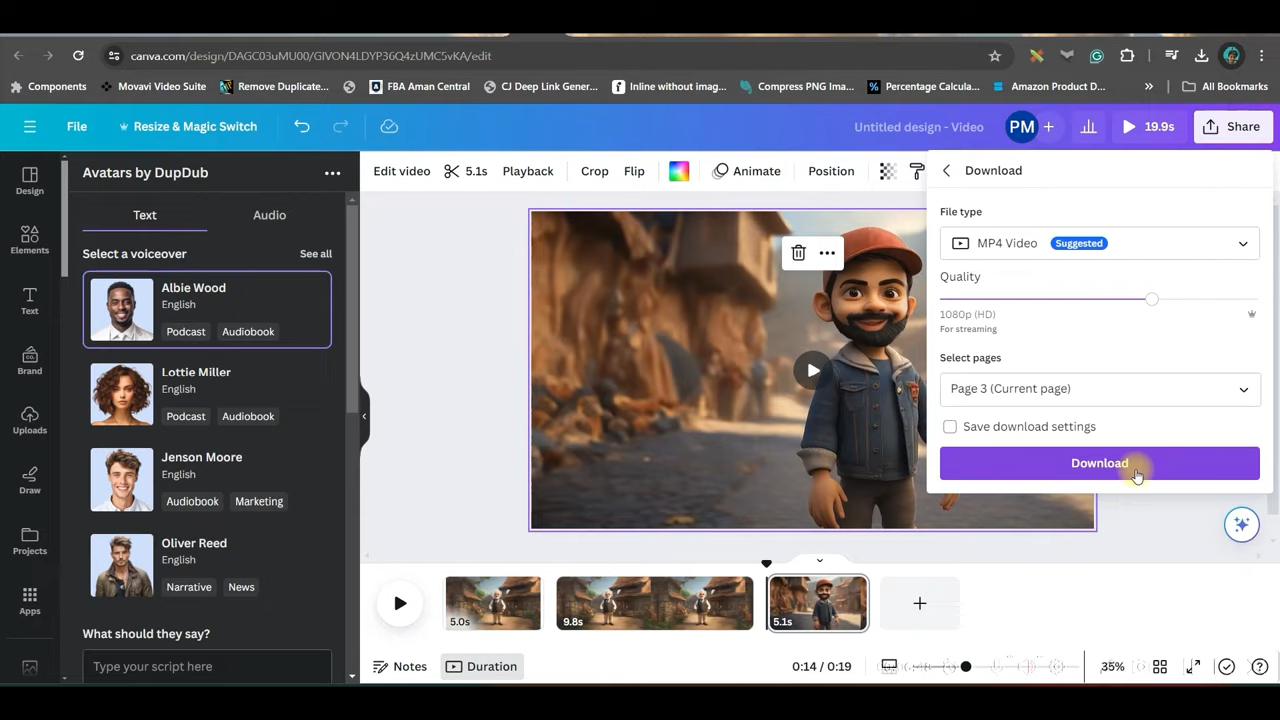 canva.com/design/DAGC03uMU00/GIVON4LDYP36Q4zUMC5vKA/edit
Components
Movavi Video Suite
Remove Duplicate...
FBA Aman Central
CJ Deep Link Gener...
Inline without imag...
Compress PNG Ima...
Percentage Calcula...
Amazon Product D...
»
All Bookmarks
File
Resize & Magic Switch
Untitled design - Video
PM
19.9s
Share
Design
Elements
Text
Brand
Uploads
Draw
Projects
Apps
Avatars by DupDub
Text
Audio
Select a voiceover
See all
Albie Wood
English
Podcast
Audiobook
Lottie Miller
English
Podcast
Audiobook
Jenson Moore
English
Audiobook
Marketing
Oliver Reed
English
Narrative
News
What should they say?
Type your script here
Edit video
5.1s
Playback
Crop
Flip
Animate
Position
Download
File type
MP4 Video
Suggested
Quality
1080p (HD)
For streaming
Select pages
Page 3 (Current page)
Save download settings
Download
5.0s
9.8s
5.1s
Notes
Duration
0:14 / 0:19
35%